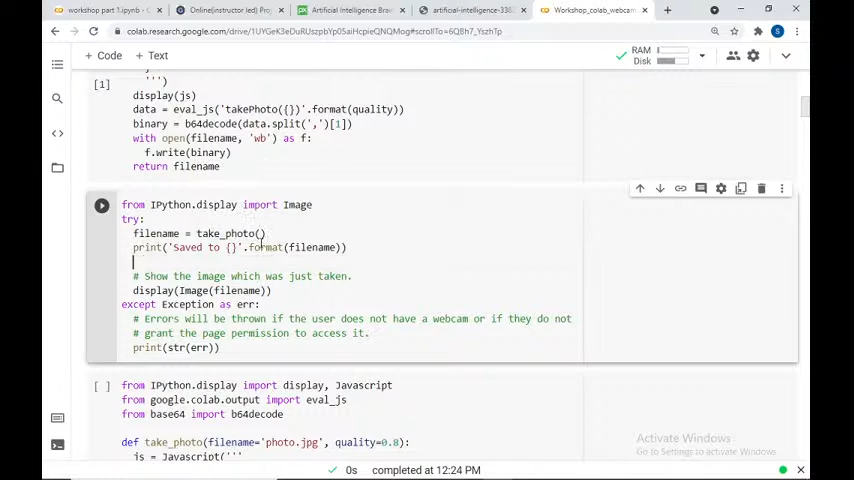 workshop part 1.ipynb - Colab
Online(instructor led) Proj
Artificial Intelligence Brain
artificial-intelligence-3382
Workshop_colab_webcam
colab.research.google.com/drive/
+ Code + Text
RAM
Disk
S
''')
[1]
display(js)
data = eval_js('takePhoto({})'.format(quality))
binary = b64decode(data.split(',')[1])
with open(filename, 'wb') as f:
f.write(binary)
return filename
from IPython.display import Image
try:
filename = take_photo()
print('Saved to {}'.format(filename))
# Show the image which was just taken.
display(Image(filename))
except Exception as err:
# Errors will be thrown if the user does not have a webcam or if they do not
# grant the page permission to access it.
print(str(err))
[ ]
from IPython.display import display, Javascript
from google.colab.output import eval_js
from base64 import b64decode
def take_photo(filename='photo.jpg', quality=0.8):
js = Javascript('''
Activate Windows
Go to Settings to activate Windows.
0s completed at 12:24 PM